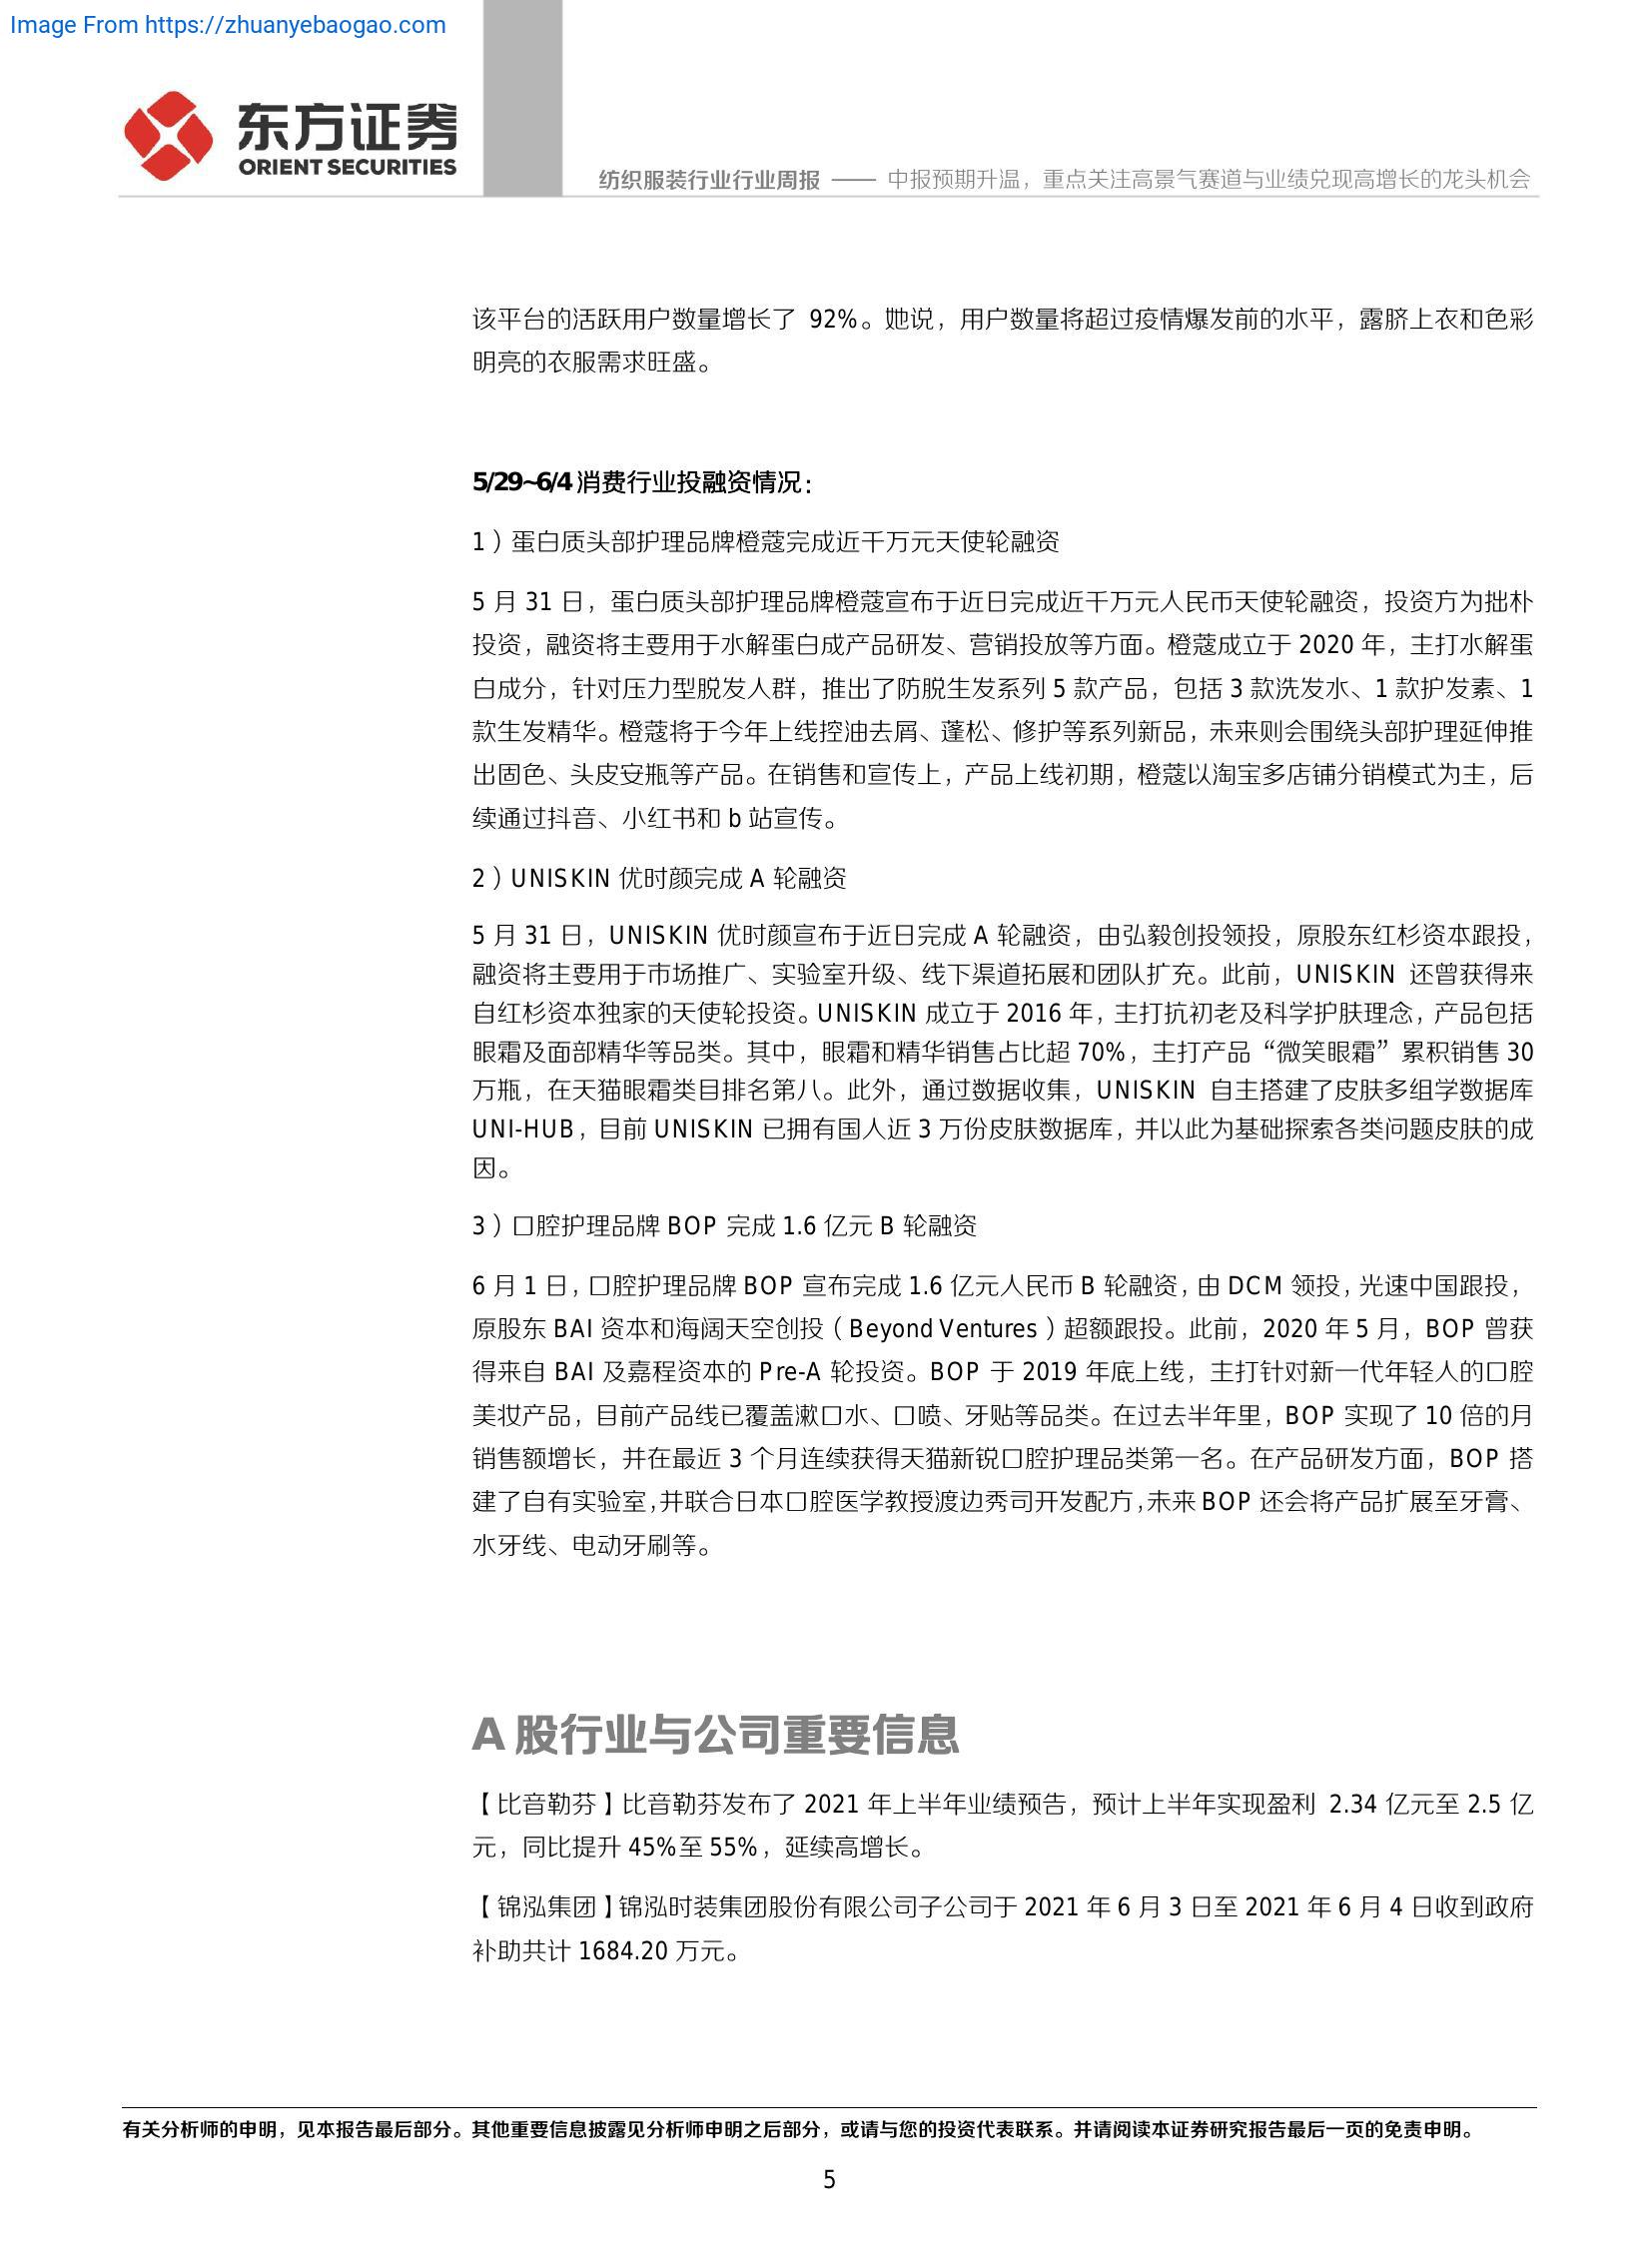 Image From https://zhuanyebaogao.com
东方证券
ORIENT SECURITIES
纺织服装行业行业周报 —— 中报预期升温，重点关注高景气赛道与业绩兑现高增长的龙头机会
该平台的活跃用户数量增长了 92%。她说，用户数量将超过疫情爆发前的水平，露脐上衣和色彩
明亮的衣服需求旺盛。
5/29~6/4 消费行业投融资情况：
1）蛋白质头部护理品牌橙蔻完成近千万元天使轮融资
5 月 31 日，蛋白质头部护理品牌橙蔻宣布于近日完成近千万元人民币天使轮融资，投资方为拙朴
投资，融资将主要用于水解蛋白成产品研发、营销投放等方面。橙蔻成立于 2020 年，主打水解蛋
白成分，针对压力型脱发人群，推出了防脱生发系列 5 款产品，包括 3 款洗发水、1 款护发素、1
款生发精华。橙蔻将于今年上线控油去屑、蓬松、修护等系列新品，未来则会围绕头部护理延伸推
出固色、头皮安瓶等产品。在销售和宣传上，产品上线初期，橙蔻以淘宝多店铺分销模式为主，后
续通过抖音、小红书和 b 站宣传。
2）UNISKIN 优时颜完成 A 轮融资
5 月 31 日，UNISKIN 优时颜宣布于近日完成 A 轮融资，由弘毅创投领投，原股东红杉资本跟投，
融资将主要用于市场推广、实验室升级、线下渠道拓展和团队扩充。此前，UNISKIN 还曾获得来
自红杉资本独家的天使轮投资。UNISKIN 成立于 2016 年，主打抗初老及科学护肤理念，产品包括
眼霜及面部精华等品类。其中，眼霜和精华销售占比超 70%，主打产品“微笑眼霜”累积销售 30
万瓶，在天猫眼霜类目排名第八。此外，通过数据收集，UNISKIN 自主搭建了皮肤多组学数据库
UNI-HUB，目前 UNISKIN 已拥有国人近 3 万份皮肤数据库，并以此为基础探索各类问题皮肤的成
因。
3）口腔护理品牌 BOP 完成 1.6 亿元 B 轮融资
6 月 1 日，口腔护理品牌 BOP 宣布完成 1.6 亿元人民币 B 轮融资，由 DCM 领投，光速中国跟投，
原股东 BAI 资本和海阔天空创投（Beyond Ventures）超额跟投。此前，2020 年 5 月，BOP 曾获
得来自 BAI 及嘉程资本的 Pre-A 轮投资。BOP 于 2019 年底上线，主打针对新一代年轻人的口腔
美妆产品，目前产品线已覆盖漱口水、口喷、牙贴等品类。在过去半年里，BOP 实现了 10 倍的月
销售额增长，并在最近 3 个月连续获得天猫新锐口腔护理品类第一名。在产品研发方面，BOP 搭
建了自有实验室，并联合日本口腔医学教授渡边秀司开发配方，未来 BOP 还会将产品扩展至牙膏、
水牙线、电动牙刷等。
A 股行业与公司重要信息
【比音勒芬】比音勒芬发布了 2021 年上半年业绩预告，预计上半年实现盈利 2.34 亿元至 2.5 亿
元，同比提升 45%至 55%，延续高增长。
【锦泓集团】锦泓时装集团股份有限公司子公司于 2021 年 6 月 3 日至 2021 年 6 月 4 日收到政府
补助共计 1684.20 万元。
有关分析师的申明，见本报告最后部分。其他重要信息披露见分析师申明之后部分，或请与您的投资代表联系。并请阅读本证券研究报告最后一页的免责申明。
5